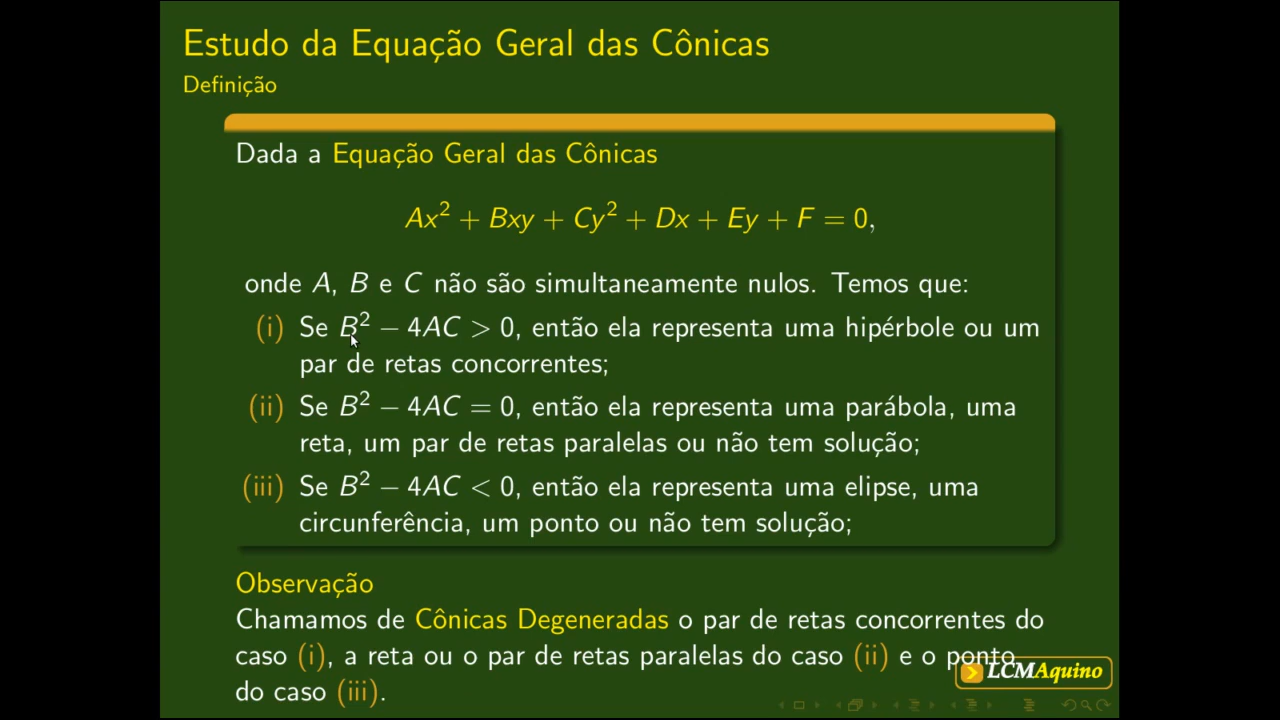 Estudo da Equação Geral das Cônicas
Definição
Dada a Equação Geral das Cônicas
Ax² + Bxy + Cy² + Dx + Ey + F = 0,
onde A, B e C não são simultaneamente nulos. Temos que:
(i) Se B² − 4AC > 0, então ela representa uma hipérbole ou um
par de retas concorrentes;
(ii) Se B² − 4AC = 0, então ela representa uma parábola, uma
reta, um par de retas paralelas ou não tem solução;
(iii) Se B² − 4AC < 0, então ela representa uma elipse, uma
circunferência, um ponto ou não tem solução;
Observação
Chamamos de Cônicas Degeneradas o par de retas concorrentes do
caso (i), a reta ou o par de retas paralelas do caso (ii) e o ponto
do caso (iii).
LCMAquino